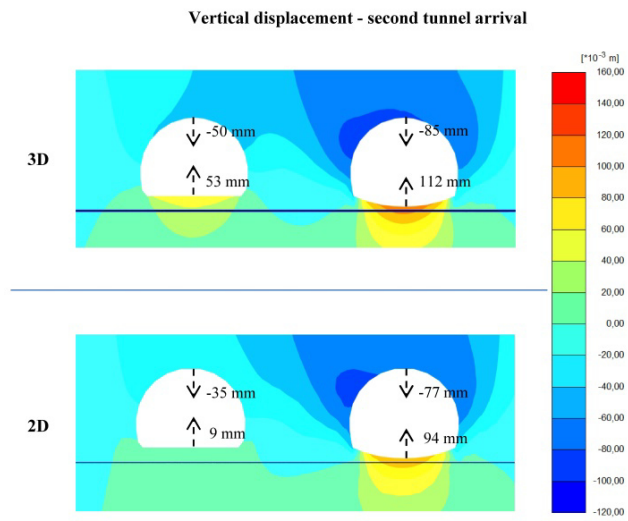 Vertical displacement - second tunnel arrival
[*10⁻³ m]
3D
-50 mm
-85 mm
53 mm
112 mm
2D
-35 mm
-77 mm
9 mm
94 mm
160,00
140,00
120,00
100,00
80,00
60,00
40,00
20,00
0,00
-20,00
-40,00
-60,00
-80,00
-100,00
-120,00